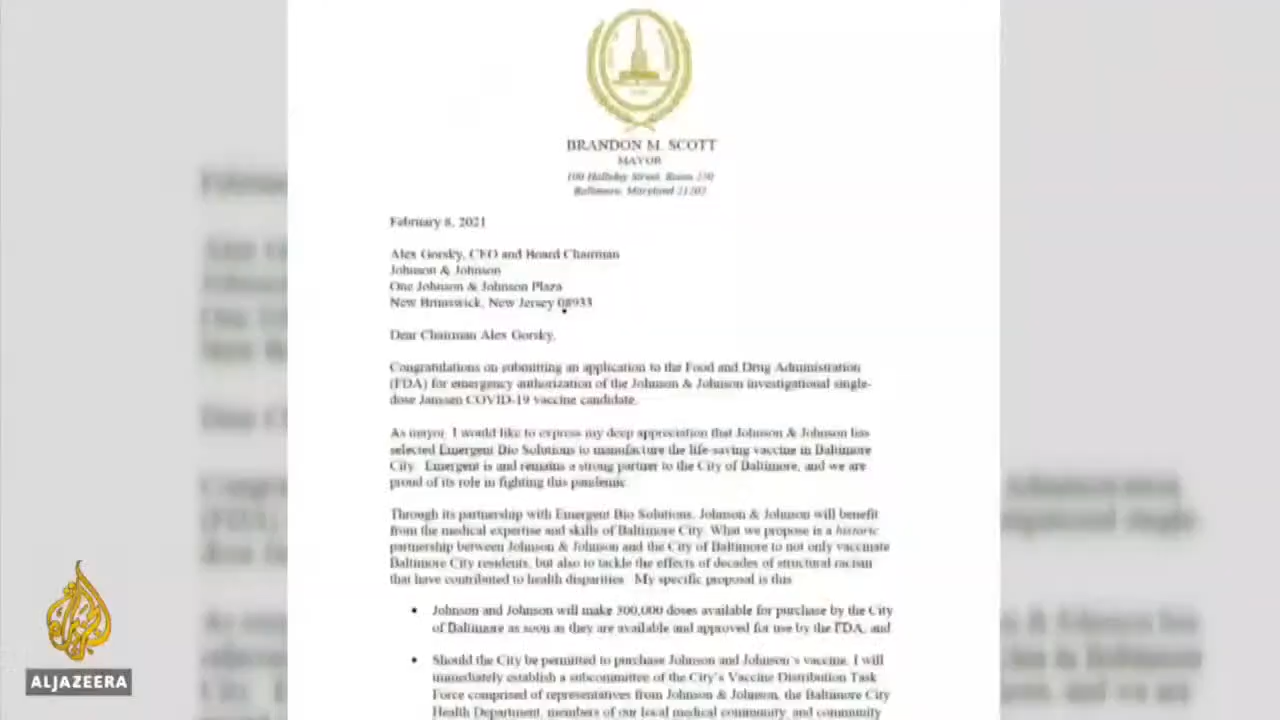 BRANDON M. SCOTT
MAYOR
100 Holliday Street, Room 250
Baltimore, Maryland 21202
February 8, 2021
Alex Gorsky, CEO and Board Chairman
Johnson & Johnson
One Johnson & Johnson Plaza
New Brunswick, New Jersey 08933
Dear Chairman Alex Gorsky,
Congratulations on submitting an application to the Food and Drug Administration
(FDA) for emergency authorization of the Johnson & Johnson investigational single-
dose Janssen COVID-19 vaccine candidate.
As mayor, I would like to express my deep appreciation that Johnson & Johnson has
selected Emergent Bio Solutions to manufacture the life-saving vaccine in Baltimore
City. Emergent is and remains a strong partner to the City of Baltimore, and we are
proud of its role in fighting this pandemic.
Through its partnership with Emergent Bio Solutions, Johnson & Johnson will benefit
from the medical expertise and skills of Baltimore City. What we propose is a historic
partnership between Johnson & Johnson and the City of Baltimore to not only vaccinate
Baltimore City residents, but also to tackle the effects of decades of structural racism
that have contributed to health disparities. My specific proposal is this:
• Johnson and Johnson will make 300,000 doses available for purchase by the City
of Baltimore as soon as they are available and approved for use by the FDA, and
• Should the City be permitted to purchase Johnson and Johnson's vaccine, I will
immediately establish a subcommittee of the City's Vaccine Distribution Task
Force comprised of representatives from Johnson & Johnson, the Baltimore City
Health Department, members of our local medical community, and community
ALJAZEERA